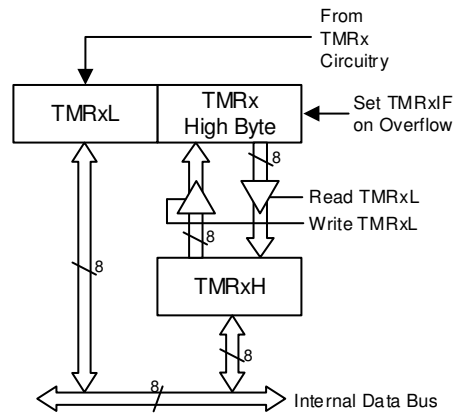 From
TMRx
Circuitry
TMRxL
TMRx
High Byte
Set TMRxIF
on Overflow
8
Read TMRxL
Write TMRxL
8
8
TMRxH
8
8
Internal Data Bus